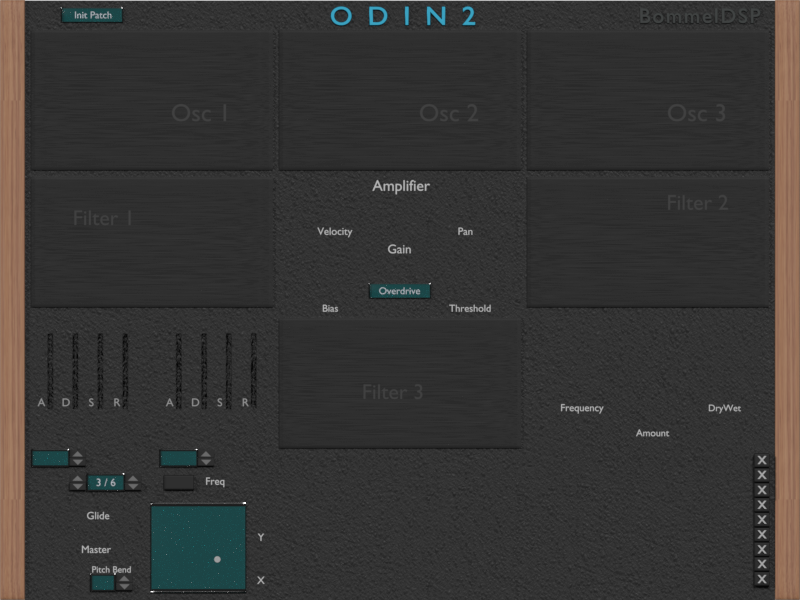 Init Patch
ODIN 2
BommelDSP
Osc 1
Osc 2
Osc 3
Amplifier
Filter 1
Filter 2
Velocity
Pan
Gain
Overdrive
Bias
Threshold
Filter 3
A D S R
A D S R
Frequency
DryWet
Amount
X
X
X
X
X
X
X
X
X
3 / 6
Freq
Glide
Y
Master
Pitch Bend
X